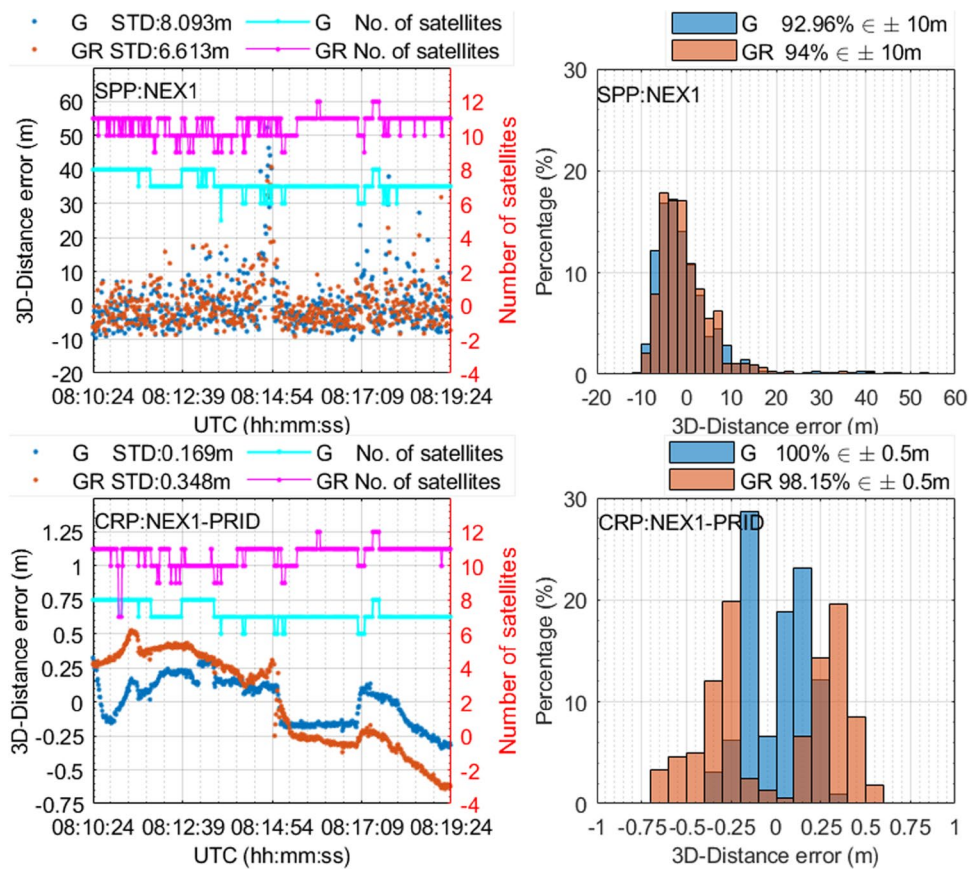 G STD:8.093m G No. of satellites
GR STD:6.613m GR No. of satellites
SPP:NEX1
60
50
40
30
20
10
0
-10
-20
3D-Distance error (m)
12
10
8
6
4
2
0
-2
-4
Number of satellites
08:10:24 08:12:39 08:14:54 08:17:09 08:19:24
UTC (hh:mm:ss)
G 92.96% ∈ ± 10m
GR 94% ∈ ± 10m
SPP:NEX1
30
20
10
0
Percentage (%)
-20 -10 0 10 20 30 40 50 60
3D-Distance error (m)
G STD:0.169m G No. of satellites
GR STD:0.348m GR No. of satellites
CRP:NEX1-PRID
1.25
1
0.75
0.5
0.25
0
-0.25
-0.5
-0.75
3D-Distance error (m)
12
10
8
6
4
2
0
-2
-4
Number of satellites
08:10:24 08:12:39 08:14:54 08:17:09 08:19:24
UTC (hh:mm:ss)
G 100% ∈ ± 0.5m
GR 98.15% ∈ ± 0.5m
CRP:NEX1-PRID
30
20
10
0
Percentage (%)
-1 -0.75-0.5-0.25 0 0.25 0.5 0.75 1
3D-Distance error (m)